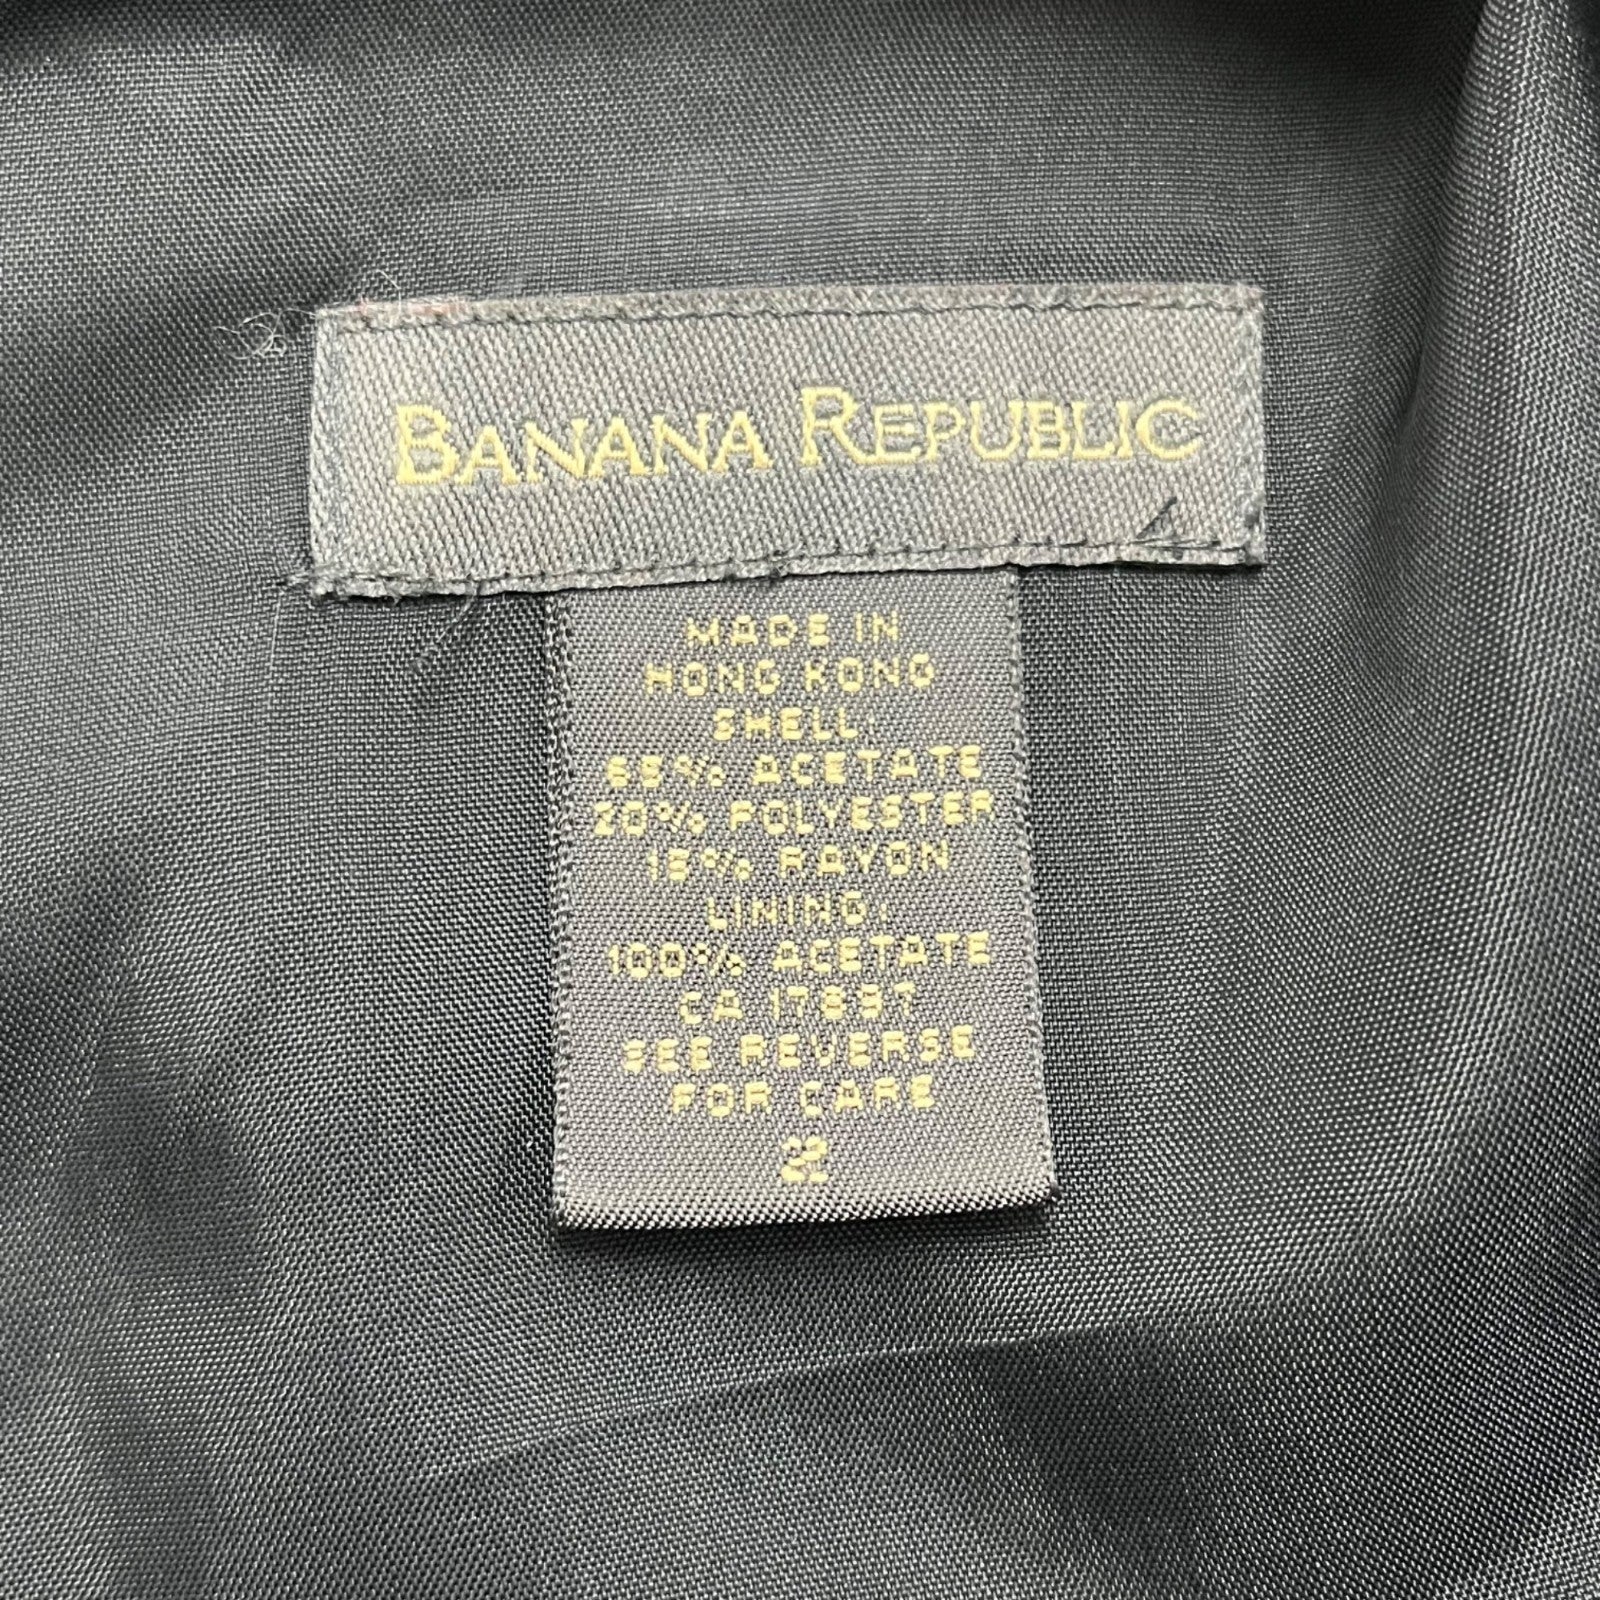 BANANA REPUBLIC
MADE IN
HONG KONG
SHELL:
65% ACETATE
20% POLYESTER
15% RAYON
LINING:
100% ACETATE
CA 17897
SEE REVERSE
FOR CARE
2